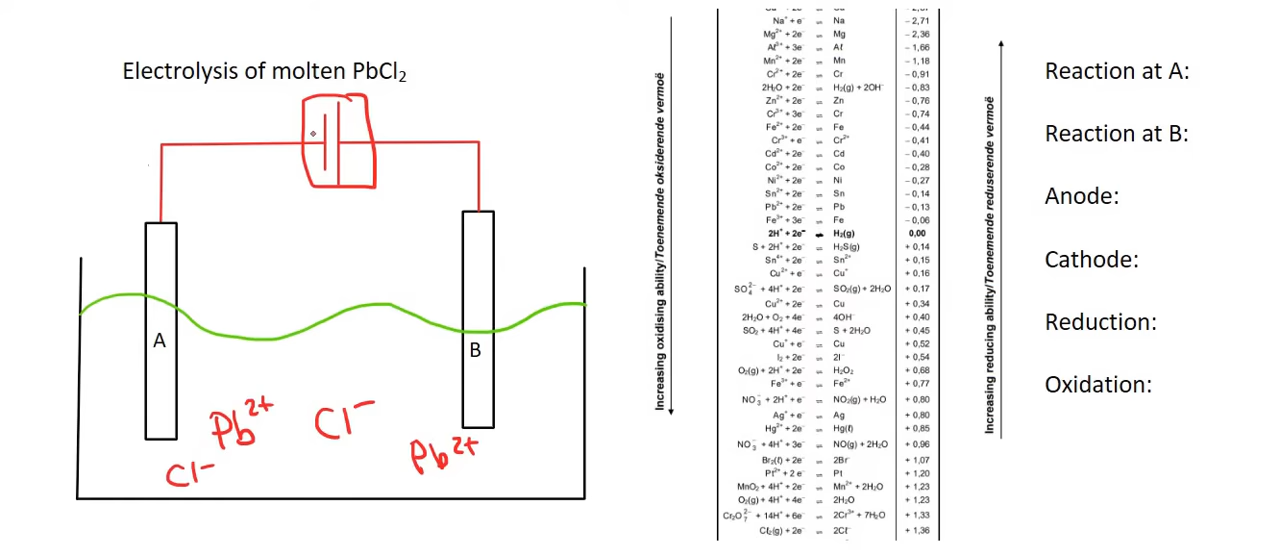 Electrolysis of molten PbCl₂
A
B
Pb²⁺
Cl⁻
Cl⁻
Pb²⁺
Increasing oxidising ability/Toenemende oksiderende vermoë
Na⁺ + e⁻ ⇌ Na − 2,71
Mg²⁺ + 2e⁻ ⇌ Mg − 2,36
Aℓ³⁺ + 3e⁻ ⇌ Aℓ − 1,66
Mn²⁺ + 2e⁻ ⇌ Mn − 1,18
Cr²⁺ + 2e⁻ ⇌ Cr − 0,91
2H₂O + 2e⁻ ⇌ H₂(g) + 2OH⁻ − 0,83
Zn²⁺ + 2e⁻ ⇌ Zn − 0,76
Cr³⁺ + 3e⁻ ⇌ Cr − 0,74
Fe²⁺ + 2e⁻ ⇌ Fe − 0,44
Cr³⁺ + e⁻ ⇌ Cr²⁺ − 0,41
Cd²⁺ + 2e⁻ ⇌ Cd − 0,40
Co²⁺ + 2e⁻ ⇌ Co − 0,28
Ni²⁺ + 2e⁻ ⇌ Ni − 0,27
Sn²⁺ + 2e⁻ ⇌ Sn − 0,14
Pb²⁺ + 2e⁻ ⇌ Pb − 0,13
Fe³⁺ + 3e⁻ ⇌ Fe − 0,06
2H⁺ + 2e⁻ ⇌ H₂(g) 0,00
S + 2H⁺ + 2e⁻ ⇌ H₂S(g) + 0,14
Sn⁴⁺ + 2e⁻ ⇌ Sn²⁺ + 0,15
Cu²⁺ + e⁻ ⇌ Cu⁺ + 0,16
SO₄²⁻ + 4H⁺ + 2e⁻ ⇌ SO₂(g) + 2H₂O + 0,17
Cu²⁺ + 2e⁻ ⇌ Cu + 0,34
2H₂O + O₂ + 4e⁻ ⇌ 4OH⁻ + 0,40
SO₂ + 4H⁺ + 4e⁻ ⇌ S + 2H₂O + 0,45
Cu⁺ + e⁻ ⇌ Cu + 0,52
I₂ + 2e⁻ ⇌ 2I⁻ + 0,54
O₂(g) + 2H⁺ + 2e⁻ ⇌ H₂O₂ + 0,68
Fe³⁺ + e⁻ ⇌ Fe²⁺ + 0,77
NO₃⁻ + 2H⁺ + e⁻ ⇌ NO₂(g) + H₂O + 0,80
Ag⁺ + e⁻ ⇌ Ag + 0,80
Hg²⁺ + 2e⁻ ⇌ Hg(ℓ) + 0,85
NO₃⁻ + 4H⁺ + 3e⁻ ⇌ NO(g) + 2H₂O + 0,96
Br₂(ℓ) + 2e⁻ ⇌ 2Br⁻ + 1,07
Pt²⁺ + 2 e⁻ ⇌ Pt + 1,20
MnO₂ + 4H⁺ + 2e⁻ ⇌ Mn²⁺ + 2H₂O + 1,23
O₂(g) + 4H⁺ + 4e⁻ ⇌ 2H₂O + 1,23
Cr₂O₇²⁻ + 14H⁺ + 6e⁻ ⇌ 2Cr³⁺ + 7H₂O + 1,33
Cℓ₂(g) + 2e⁻ ⇌ 2Cℓ⁻ + 1,36
Increasing reducing ability/Toenemende reduserende vermoë
Reaction at A:
Reaction at B:
Anode:
Cathode:
Reduction:
Oxidation: